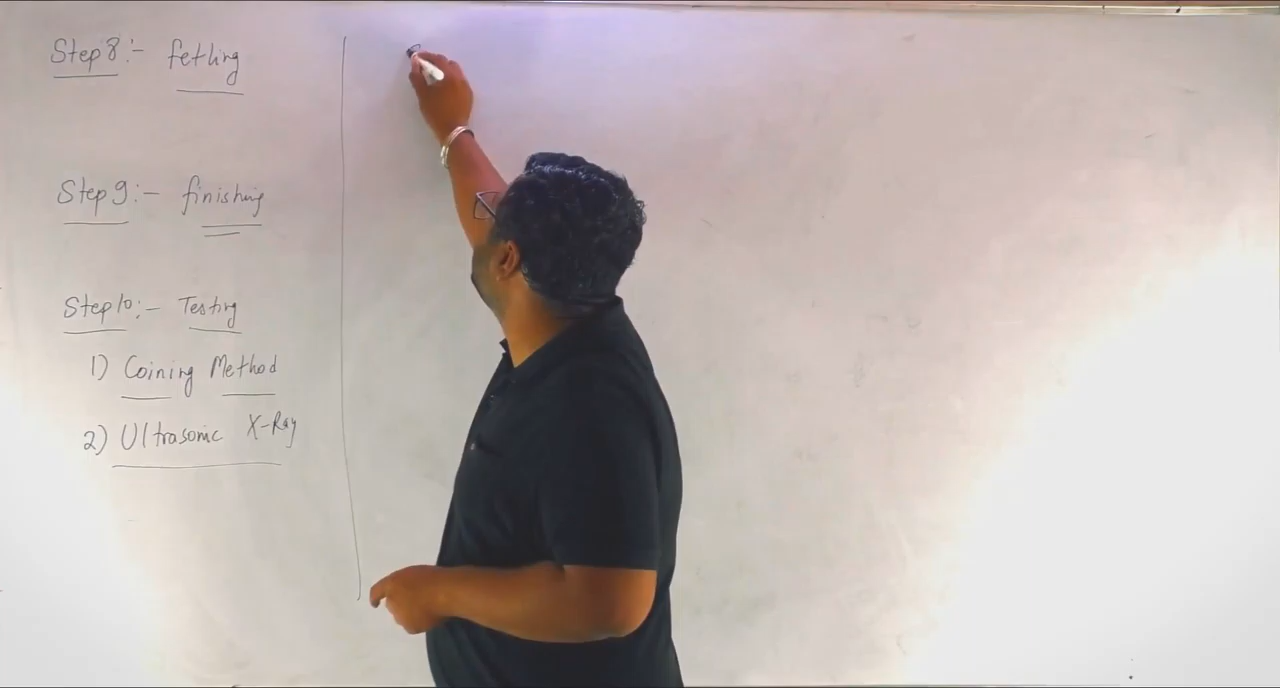 Step 8:- fetling
Step 9:- finishing
Step 10:- Testing
1) Coining Method
2) Ultrasonic X-Ray